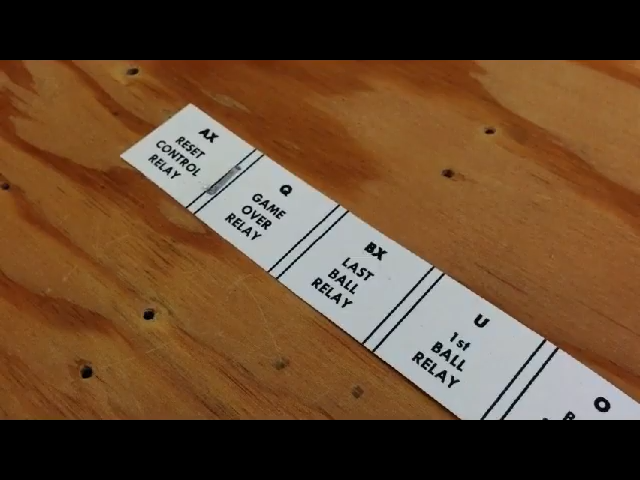 AX
RESET
CONTROL
RELAY
Q
GAME
OVER
RELAY
BX
LAST
BALL
RELAY
U
1st
BALL
RELAY
O